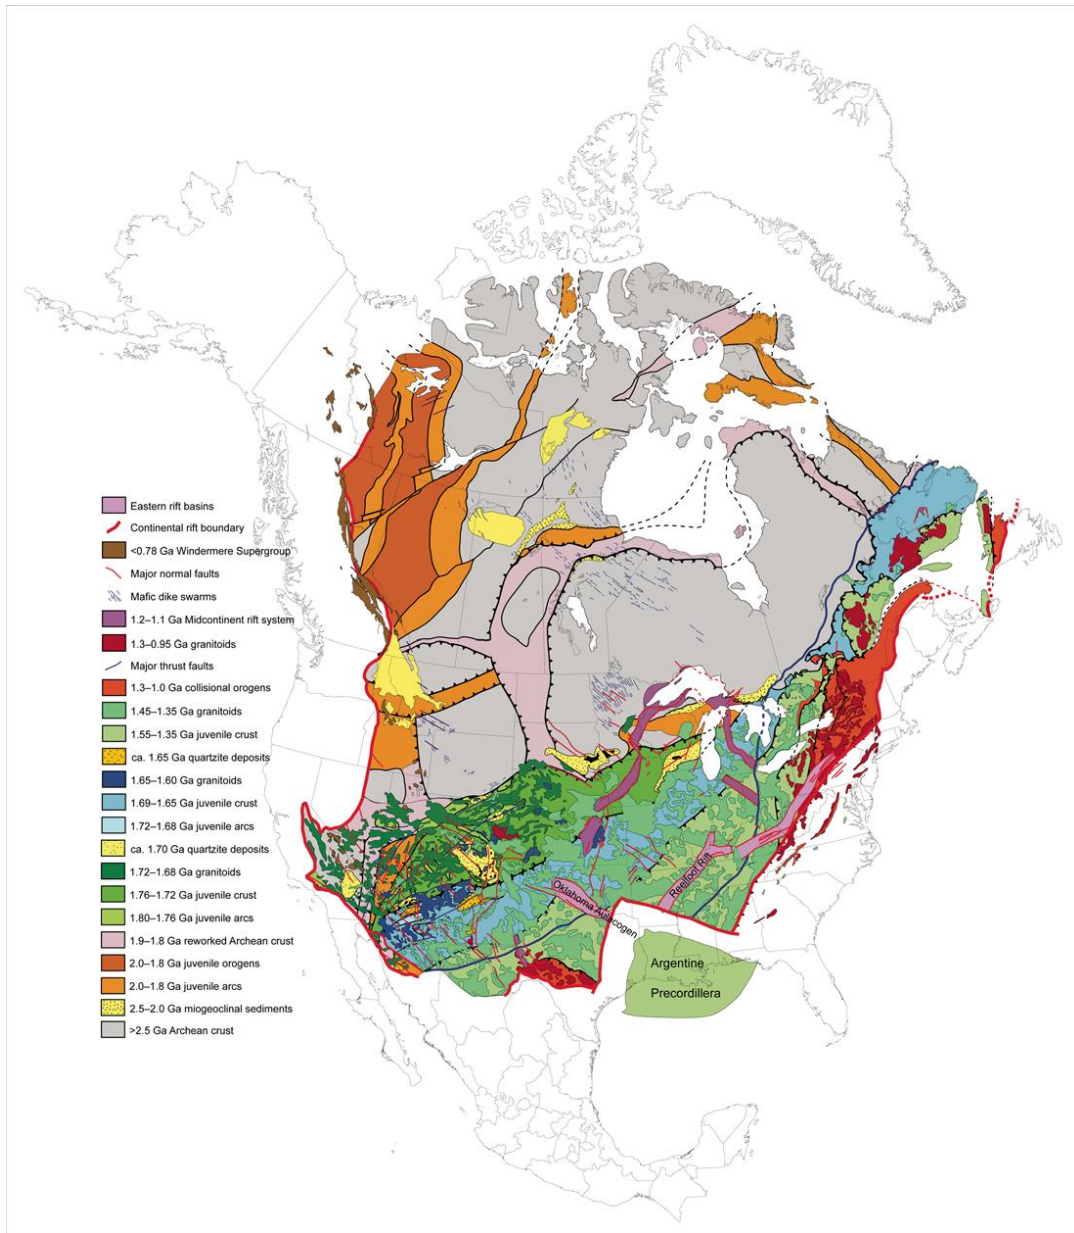 Eastern rift basins
Continental rift boundary
<0.78 Ga Windermere Supergroup
Major normal faults
Mafic dike swarms
1.2–1.1 Ga Midcontinent rift system
1.3–0.95 Ga granitoids
Major thrust faults
1.3–1.0 Ga collisional orogens
1.45–1.35 Ga granitoids
1.55–1.35 Ga juvenile crust
ca. 1.65 Ga quartzite deposits
1.65–1.60 Ga granitoids
1.69–1.65 Ga juvenile crust
1.72–1.68 Ga juvenile arcs
ca. 1.70 Ga quartzite deposits
1.72–1.68 Ga granitoids
1.76–1.72 Ga juvenile crust
1.80–1.76 Ga juvenile arcs
1.9–1.8 Ga reworked Archean crust
2.0–1.8 Ga juvenile orogens
2.0–1.8 Ga juvenile arcs
2.5–2.0 Ga miogeoclinal sediments
>2.5 Ga Archean crust
Reelfoot Rift
Oklahoma Aulacogen
Argentine
Precordillera